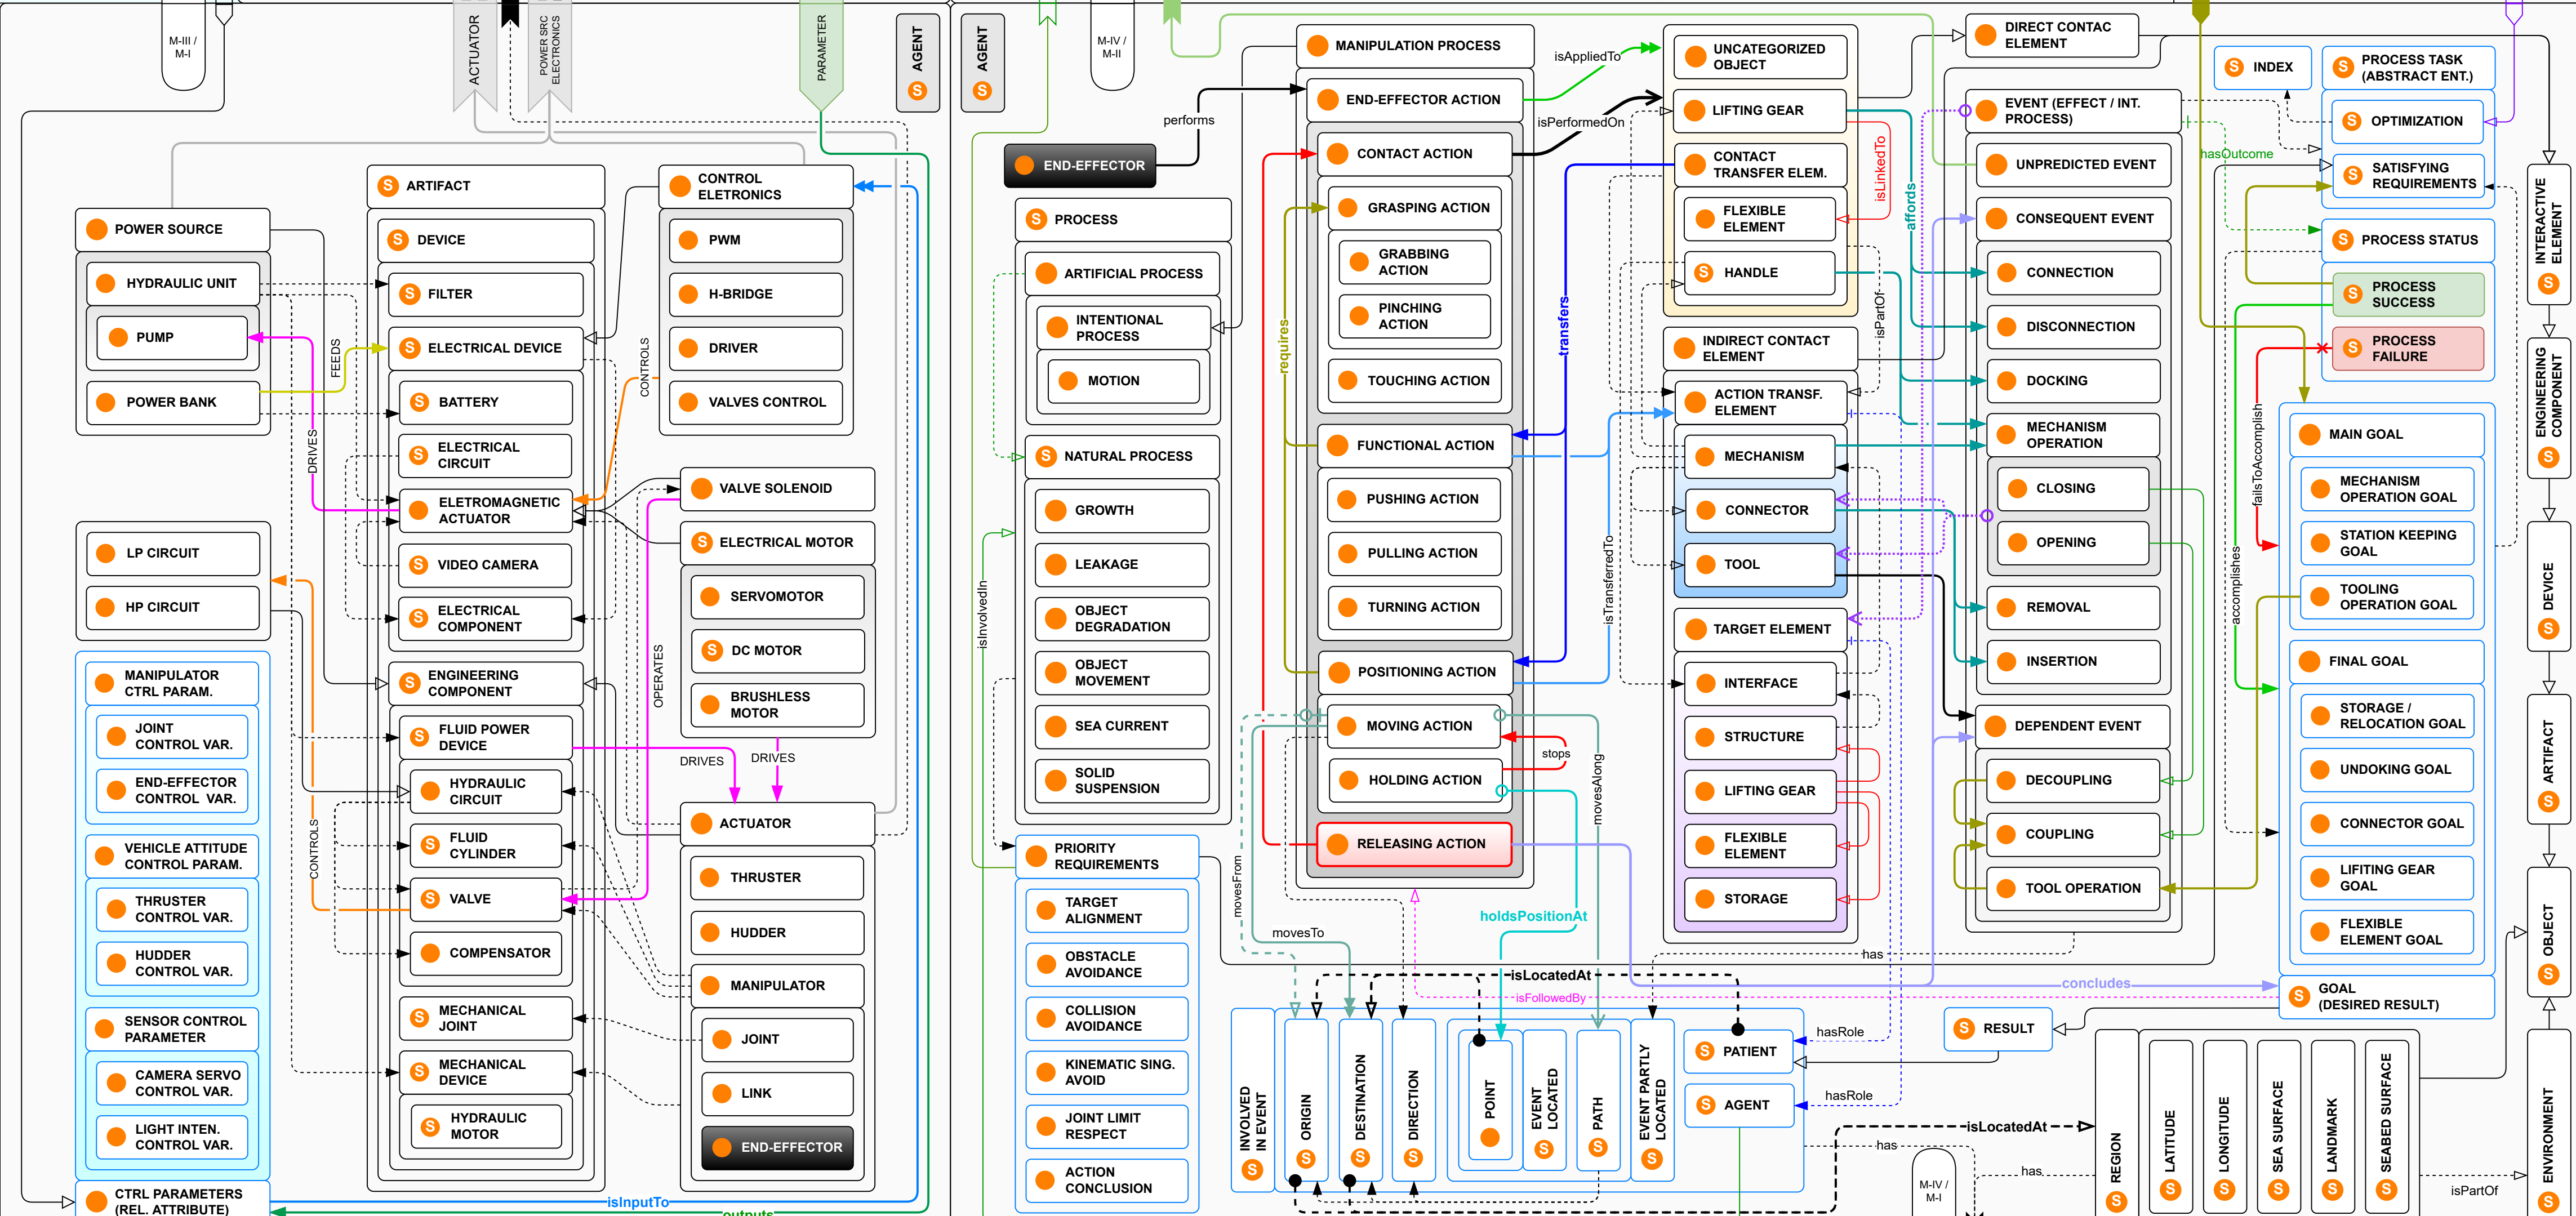 M-III /
M-I
ACTUATOR
POWER SRC
ELECTRONICS
PARAMETER
AGENT
S
POWER SOURCE
HYDRAULIC UNIT
PUMP
POWER BANK
FEEDS
DRIVES
LP CIRCUIT
HP CIRCUIT
CONTROLS
MANIPULATOR
CTRL PARAM.
JOINT
CONTROL VAR.
END-EFFECTOR
CONTROL VAR.
VEHICLE ATTITUDE
CONTROL PARAM.
THRUSTER
CONTROL VAR.
HUDDER
CONTROL VAR.
SENSOR CONTROL
PARAMETER
CAMERA SERVO
CONTROL VAR.
LIGHT INTEN.
CONTROL VAR.
CTRL PARAMETERS
(REL. ATTRIBUTE)
isInputTo
outputs
S ARTIFACT
S DEVICE
S FILTER
S ELECTRICAL DEVICE
S BATTERY
S ELECTRICAL
CIRCUIT
ELETROMAGNETIC
ACTUATOR
S VIDEO CAMERA
S ELECTRICAL
COMPONENT
S ENGINEERING
COMPONENT
S FLUID POWER
DEVICE
HYDRAULIC
CIRCUIT
S FLUID
CYLINDER
S VALVE
COMPENSATOR
S MECHANICAL
JOINT
S MECHANICAL
DEVICE
S HYDRAULIC
MOTOR
CONTROL
ELETRONICS
PWM
H-BRIDGE
DRIVER
VALVES CONTROL
CONTROLS
VALVE SOLENOID
S ELECTRICAL MOTOR
SERVOMOTOR
S DC MOTOR
BRUSHLESS
MOTOR
OPERATES
DRIVES
DRIVES
ACTUATOR
THRUSTER
HUDDER
MANIPULATOR
JOINT
LINK
END-EFFECTOR
AGENT
S
M-IV /
M-II
performs
END-EFFECTOR
S PROCESS
S ARTIFICIAL PROCESS
S INTENTIONAL
PROCESS
S MOTION
S NATURAL PROCESS
GROWTH
LEAKAGE
OBJECT
DEGRADATION
OBJECT
MOVEMENT
SEA CURRENT
SOLID
SUSPENSION
isInvolvedIn
PRIORITY
REQUIREMENTS
TARGET
ALIGNMENT
OBSTACLE
AVOIDANCE
COLLISION
AVOIDANCE
KINEMATIC SING.
AVOID
JOINT LIMIT
RESPECT
ACTION
CONCLUSION
MANIPULATION PROCESS
END-EFFECTOR ACTION
CONTACT ACTION
GRASPING ACTION
GRABBING
ACTION
PINCHING
ACTION
TOUCHING ACTION
FUNCTIONAL ACTION
PUSHING ACTION
PULLING ACTION
TURNING ACTION
POSITIONING ACTION
MOVING ACTION
HOLDING ACTION
RELEASING ACTION
requires
stops
isAppliedTo
isPerformedOn
transfers
isTransferredTo
movesAlong
movesFrom
movesTo
holdsPositionAt
UNCATEGORIZED
OBJECT
LIFTING GEAR
CONTACT
TRANSFER ELEM.
FLEXIBLE
ELEMENT
S HANDLE
isLinkedTo
isPartOf
INDIRECT CONTACT
ELEMENT
ACTION TRANSF.
ELEMENT
MECHANISM
CONNECTOR
TOOL
TARGET ELEMENT
INTERFACE
STRUCTURE
LIFTING GEAR
FLEXIBLE
ELEMENT
STORAGE
affords
DIRECT CONTAC
ELEMENT
EVENT (EFFECT / INT.
PROCESS)
UNPREDICTED EVENT
CONSEQUENT EVENT
CONNECTION
DISCONNECTION
DOCKING
MECHANISM
OPERATION
CLOSING
OPENING
REMOVAL
INSERTION
DEPENDENT EVENT
DECOUPLING
COUPLING
TOOL OPERATION
has
isLocatedAt
isFollowedBy
concludes
S INDEX
S PROCESS TASK
(ABSTRACT ENT.)
S OPTIMIZATION
S SATISFYING
REQUIREMENTS
hasOutcome
S PROCESS STATUS
S PROCESS
SUCCESS
S PROCESS
FAILURE
failsToAccomplish
accomplishes
MAIN GOAL
MECHANISM
OPERATION GOAL
STATION KEEPING
GOAL
TOOLING
OPERATION GOAL
FINAL GOAL
STORAGE /
RELOCATION GOAL
UNDOKING GOAL
CONNECTOR GOAL
LIFITING GEAR
GOAL
FLEXIBLE
ELEMENT GOAL
S GOAL
(DESIRED RESULT)
S RESULT
INTERACTIVE
ELEMENT
S
ENGINEERING
COMPONENT
S
DEVICE
S
ARTIFACT
S
OBJECT
S
ENVIRONMENT
S
INVOLVED
IN EVENT
S
ORIGIN
S
DESTINATION
S
DIRECTION
S
POINT
EVENT
LOCATED
S
PATH
S
EVENT PARTLY
LOCATED
S
S PATIENT
S AGENT
hasRole
hasRole
isLocatedAt
has
M-IV /
M-I
has
REGION
S
LATITUDE
S
LONGITUDE
S
SEA SURFACE
S
LANDMARK
S
SEABED SURFACE
S
isPartOf